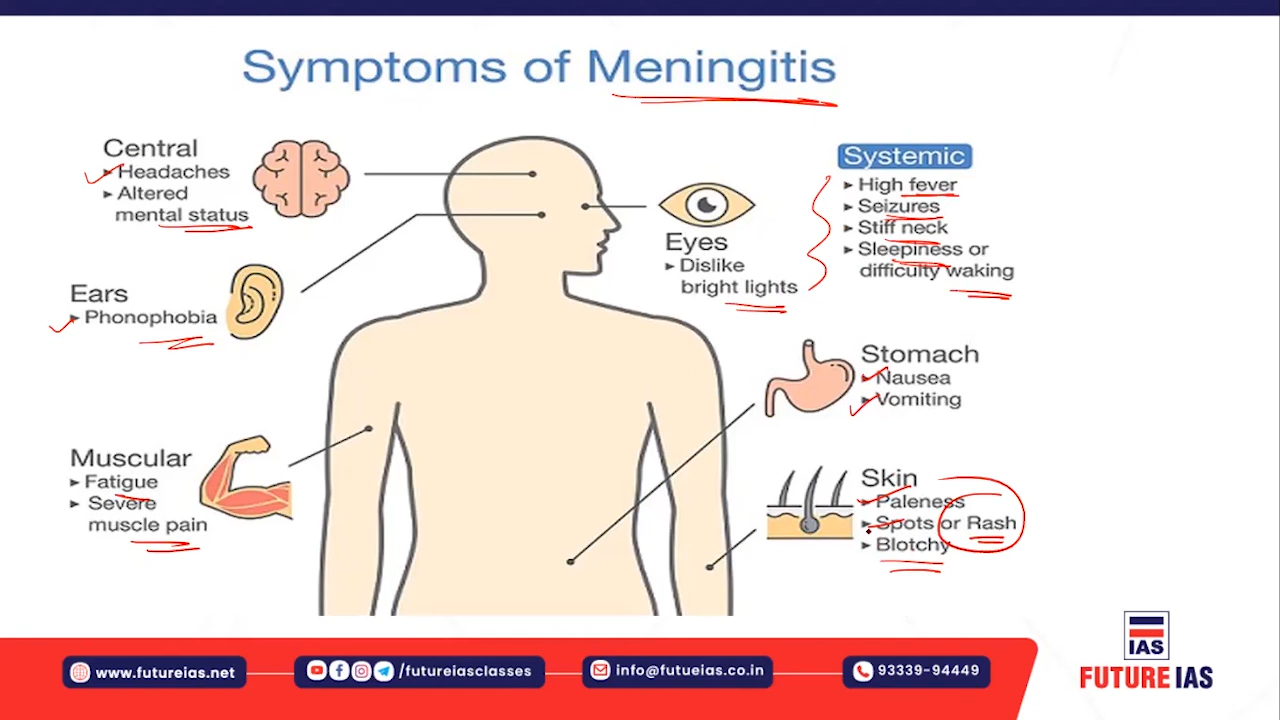 Symptoms of Meningitis
Central
▸ Headaches
▸ Altered
mental status
Ears
▸ Phonophobia
Muscular
▸ Fatigue
▸ Severe
muscle pain
Eyes
▸ Dislike
bright lights
Systemic
▸ High fever
▸ Seizures
▸ Stiff neck
▸ Sleepiness or
difficulty waking
Stomach
▸ Nausea
▸ Vomiting
Skin
▸ Paleness
▸ Spots or Rash
▸ Blotchy
IAS
FUTURE IAS
www.futureias.net
/futureiasclasses
info@futueias.co.in
93339-94449